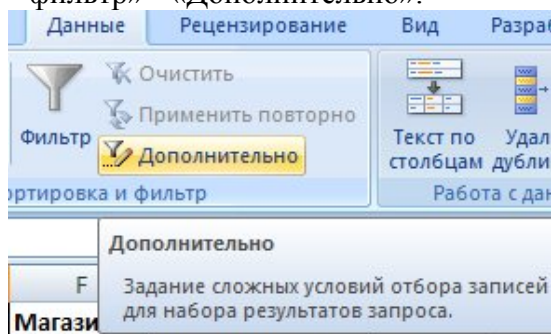 фильтр» – «Дополнительно».
Данные Рецензирование Вид Разраб
Очистить
Применить повторно
Фильтр
Дополнительно
Текст по столбцам
Удал дубли
ортировка и фильтр
Работа с дан
Дополнительно
Задание сложных условий отбора записей
для набора результатов запроса.
F
Магази